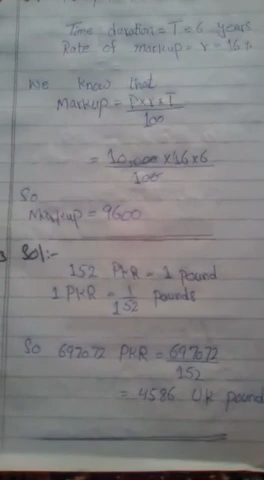 Time duration = T = 6 years
Rate of markup = r = 16%
We know that
Markup = P×r×T
100
= 10,000 × 16 × 6
100
So
Markup = 9600
Sol:-
152 PKR = 1 pound
1 PKR = 1/152 pounds
So 697072 PKR = 697072
152
= 4586 UK pound